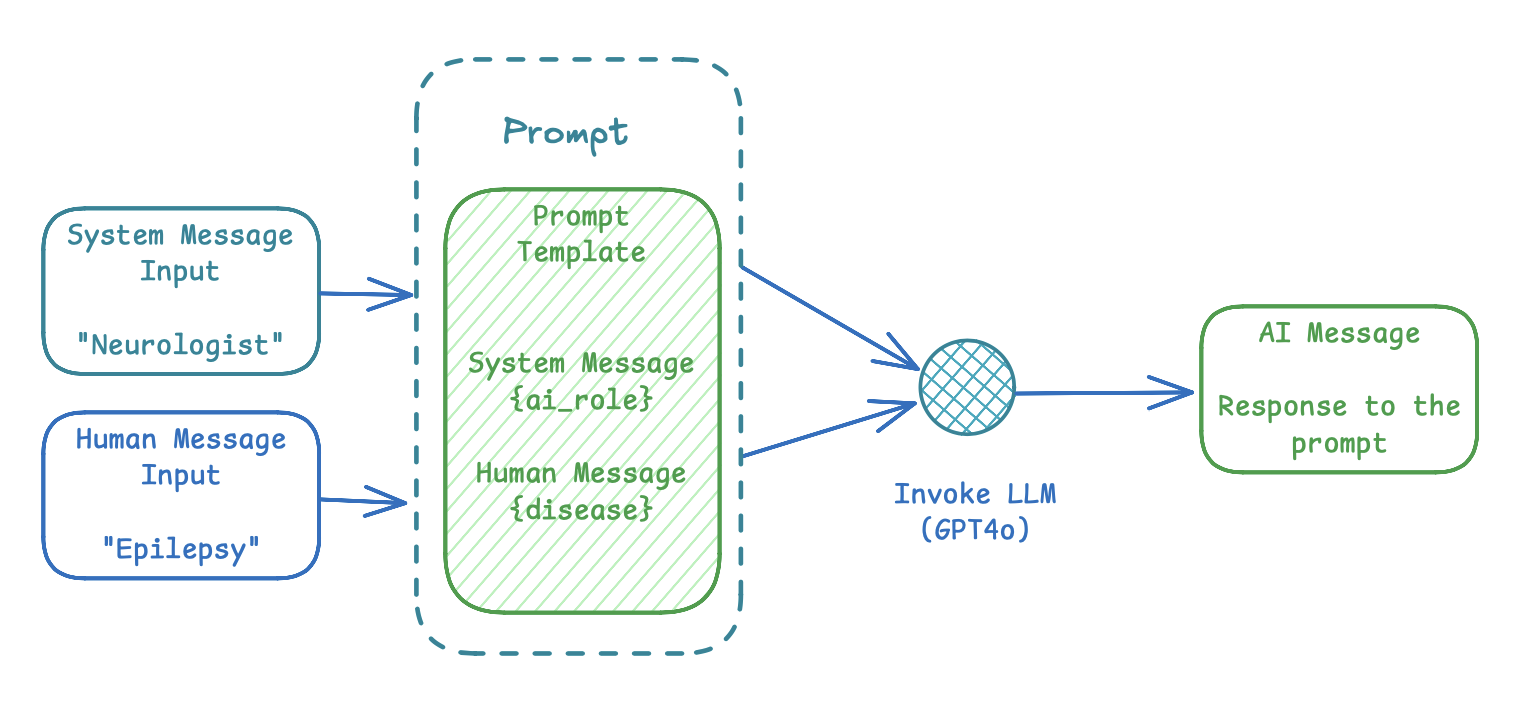 System Message
Input
"Neurologist"
Human Message
Input
"Epilepsy"
Prompt
Prompt
Template
System Message
{ai_role}
Human Message
{disease}
Invoke LLM
(GPT4o)
AI Message
Response to the
prompt